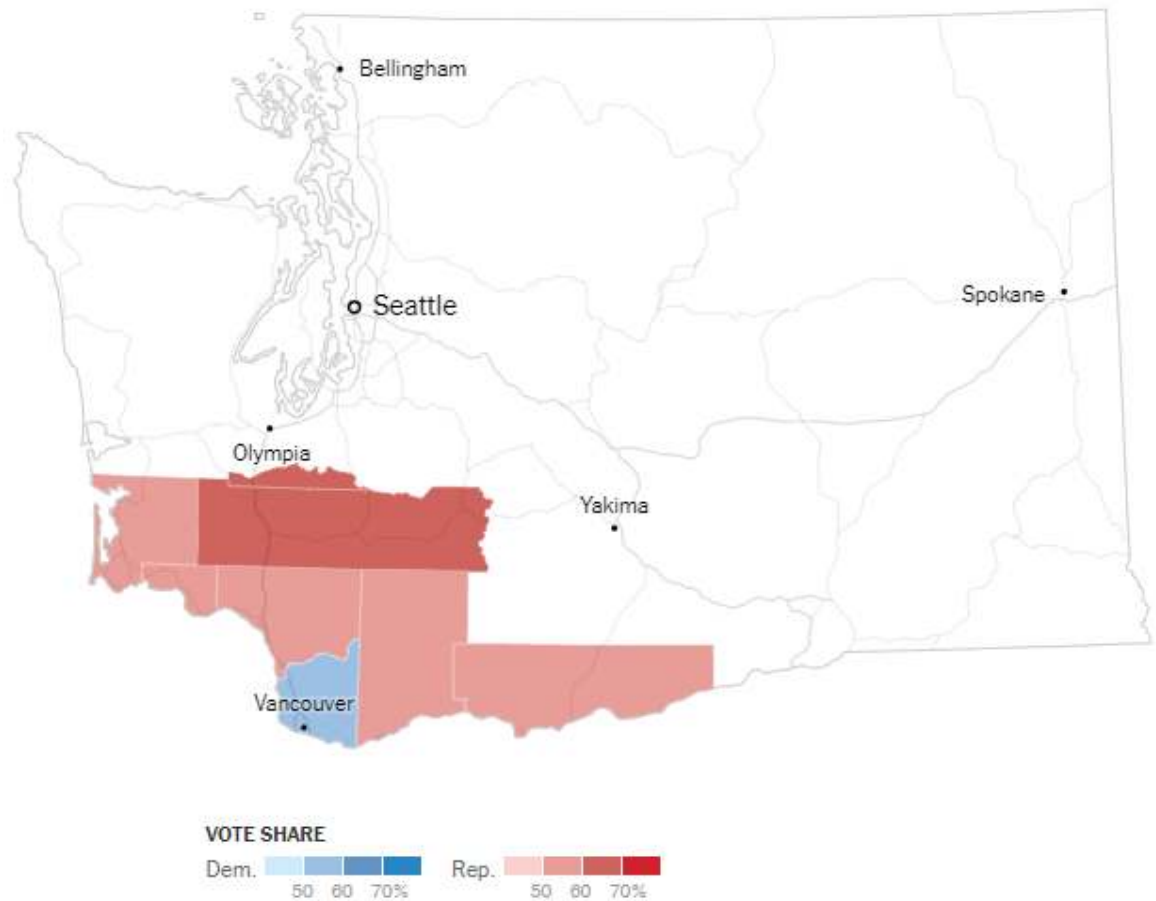 Bellingham
Seattle
Spokane
Olympia
Yakima
Vancouver
VOTE SHARE
Dem. Rep.
50 60 70% 50 60 70%